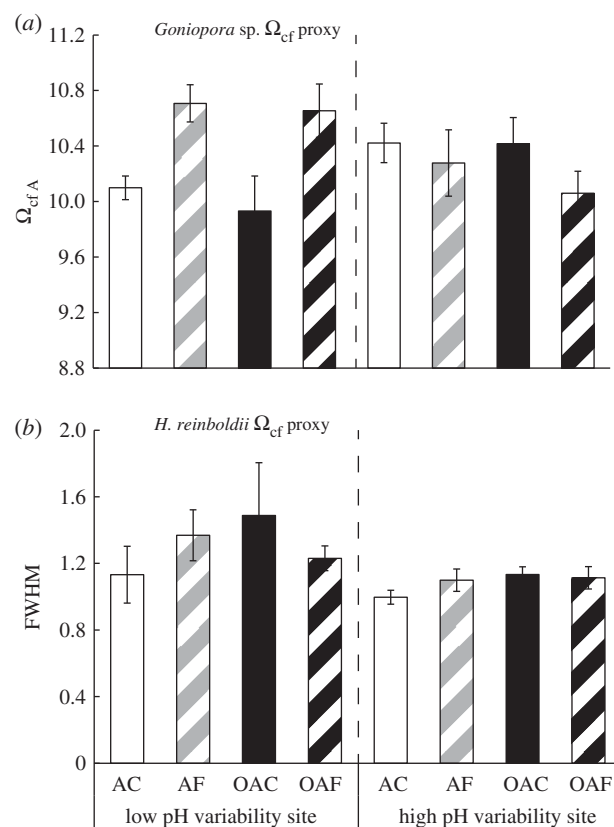 (a)
Goniopora sp. Ωcf proxy
11.2
10.8
10.4
10.0
9.6
9.2
8.8
Ωcf A
(b)
H. reinboldii Ωcf proxy
2.0
1.6
1.2
0.8
0.4
0
FWHM
AC AF OAC OAF AC AF OAC OAF
low pH variability site high pH variability site